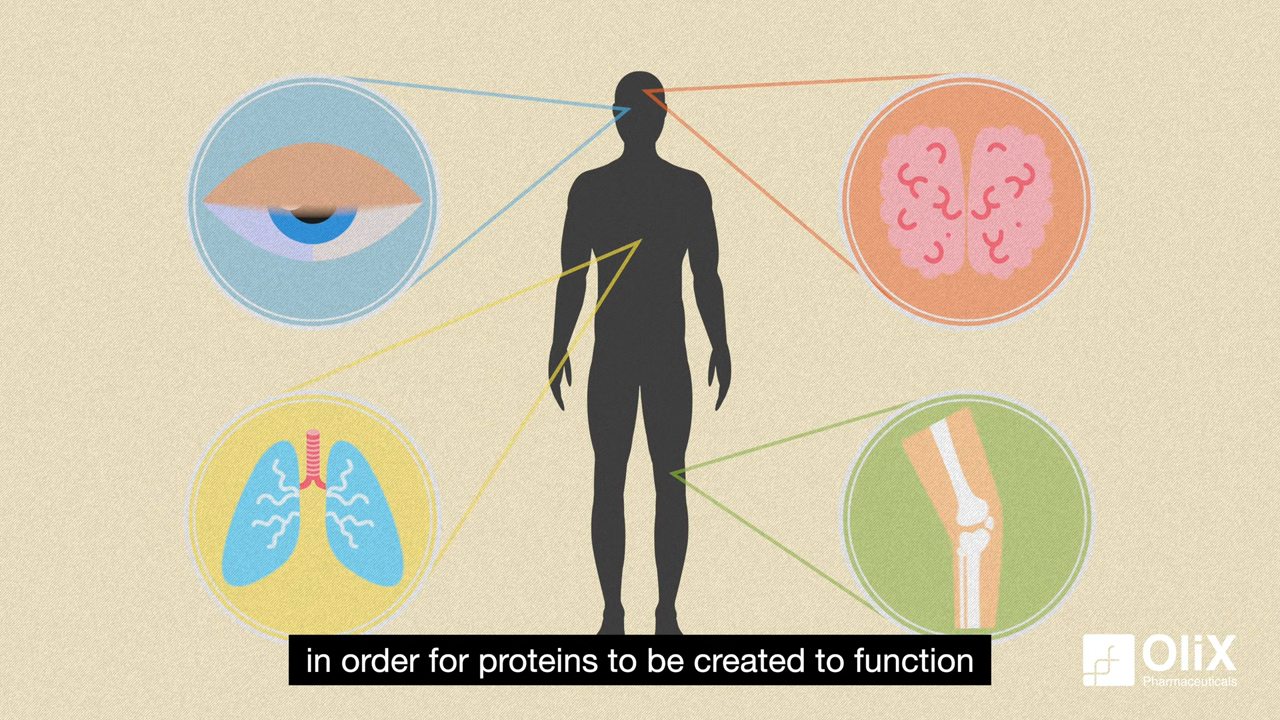 in order for proteins to be created to function
OliX
Pharmaceuticals